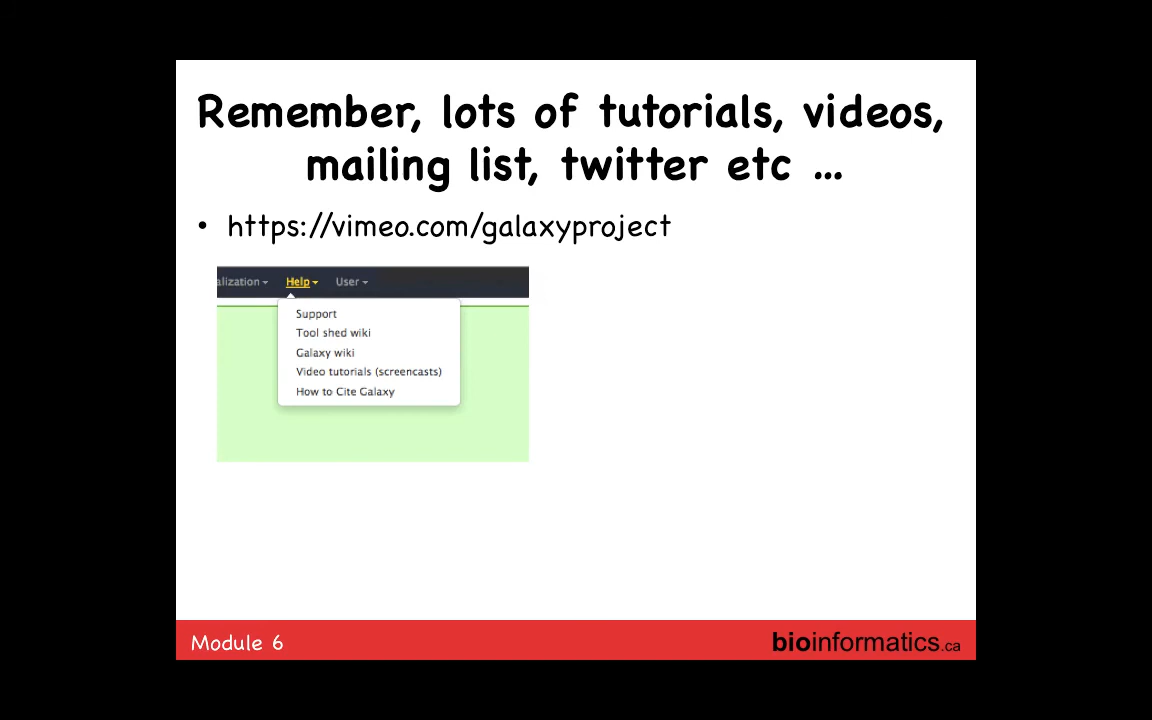 Remember, lots of tutorials, videos,
mailing list, twitter etc ...
• https://vimeo.com/galaxyproject
alization Help User
Support
Tool shed wiki
Galaxy wiki
Video tutorials (screencasts)
How to Cite Galaxy
Module 6
bioinformatics.ca